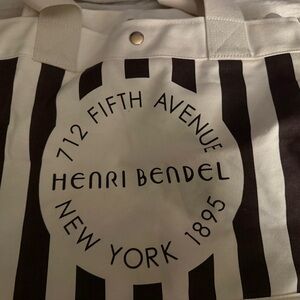 712 FIFTH AVENUE
HENRI BENDEL
NEW YORK 1895